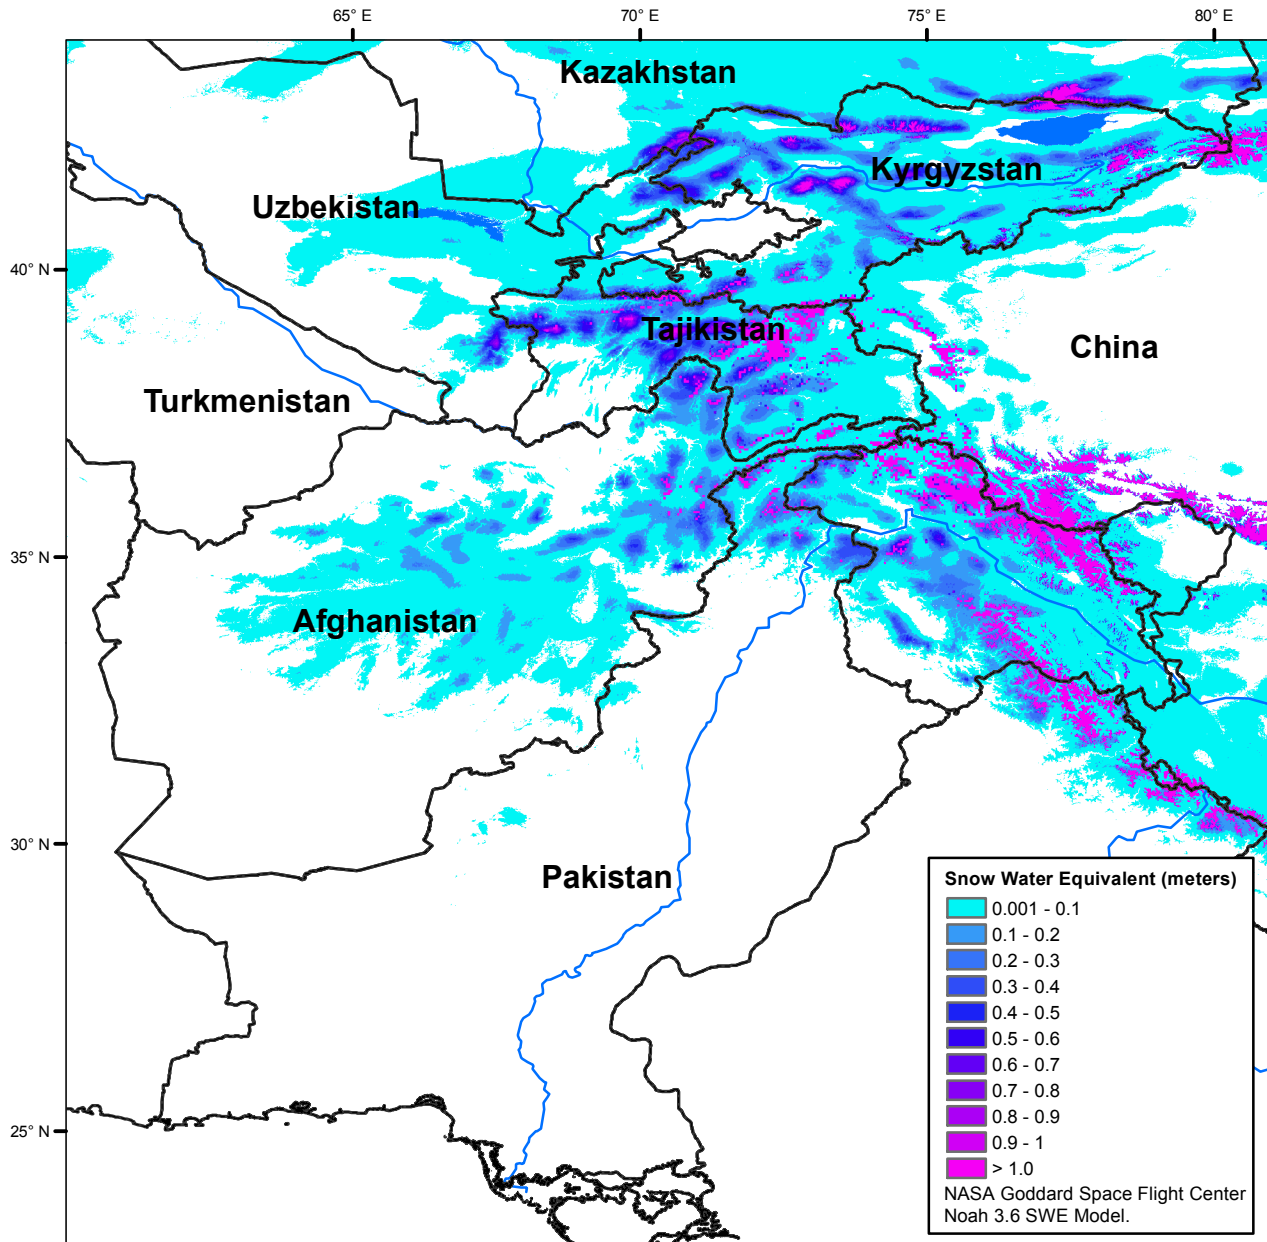 65° E
70° E
75° E
80° E
Kazakhstan
Kyrgyzstan
Uzbekistan
40° N
Tajikistan
China
Turkmenistan
35° N
Afghanistan
30° N
Pakistan
25° N
Snow Water Equivalent (meters)
0.001 - 0.1
0.1 - 0.2
0.2 - 0.3
0.3 - 0.4
0.4 - 0.5
0.5 - 0.6
0.6 - 0.7
0.7 - 0.8
0.8 - 0.9
0.9 - 1
> 1.0
NASA Goddard Space Flight Center
Noah 3.6 SWE Model.